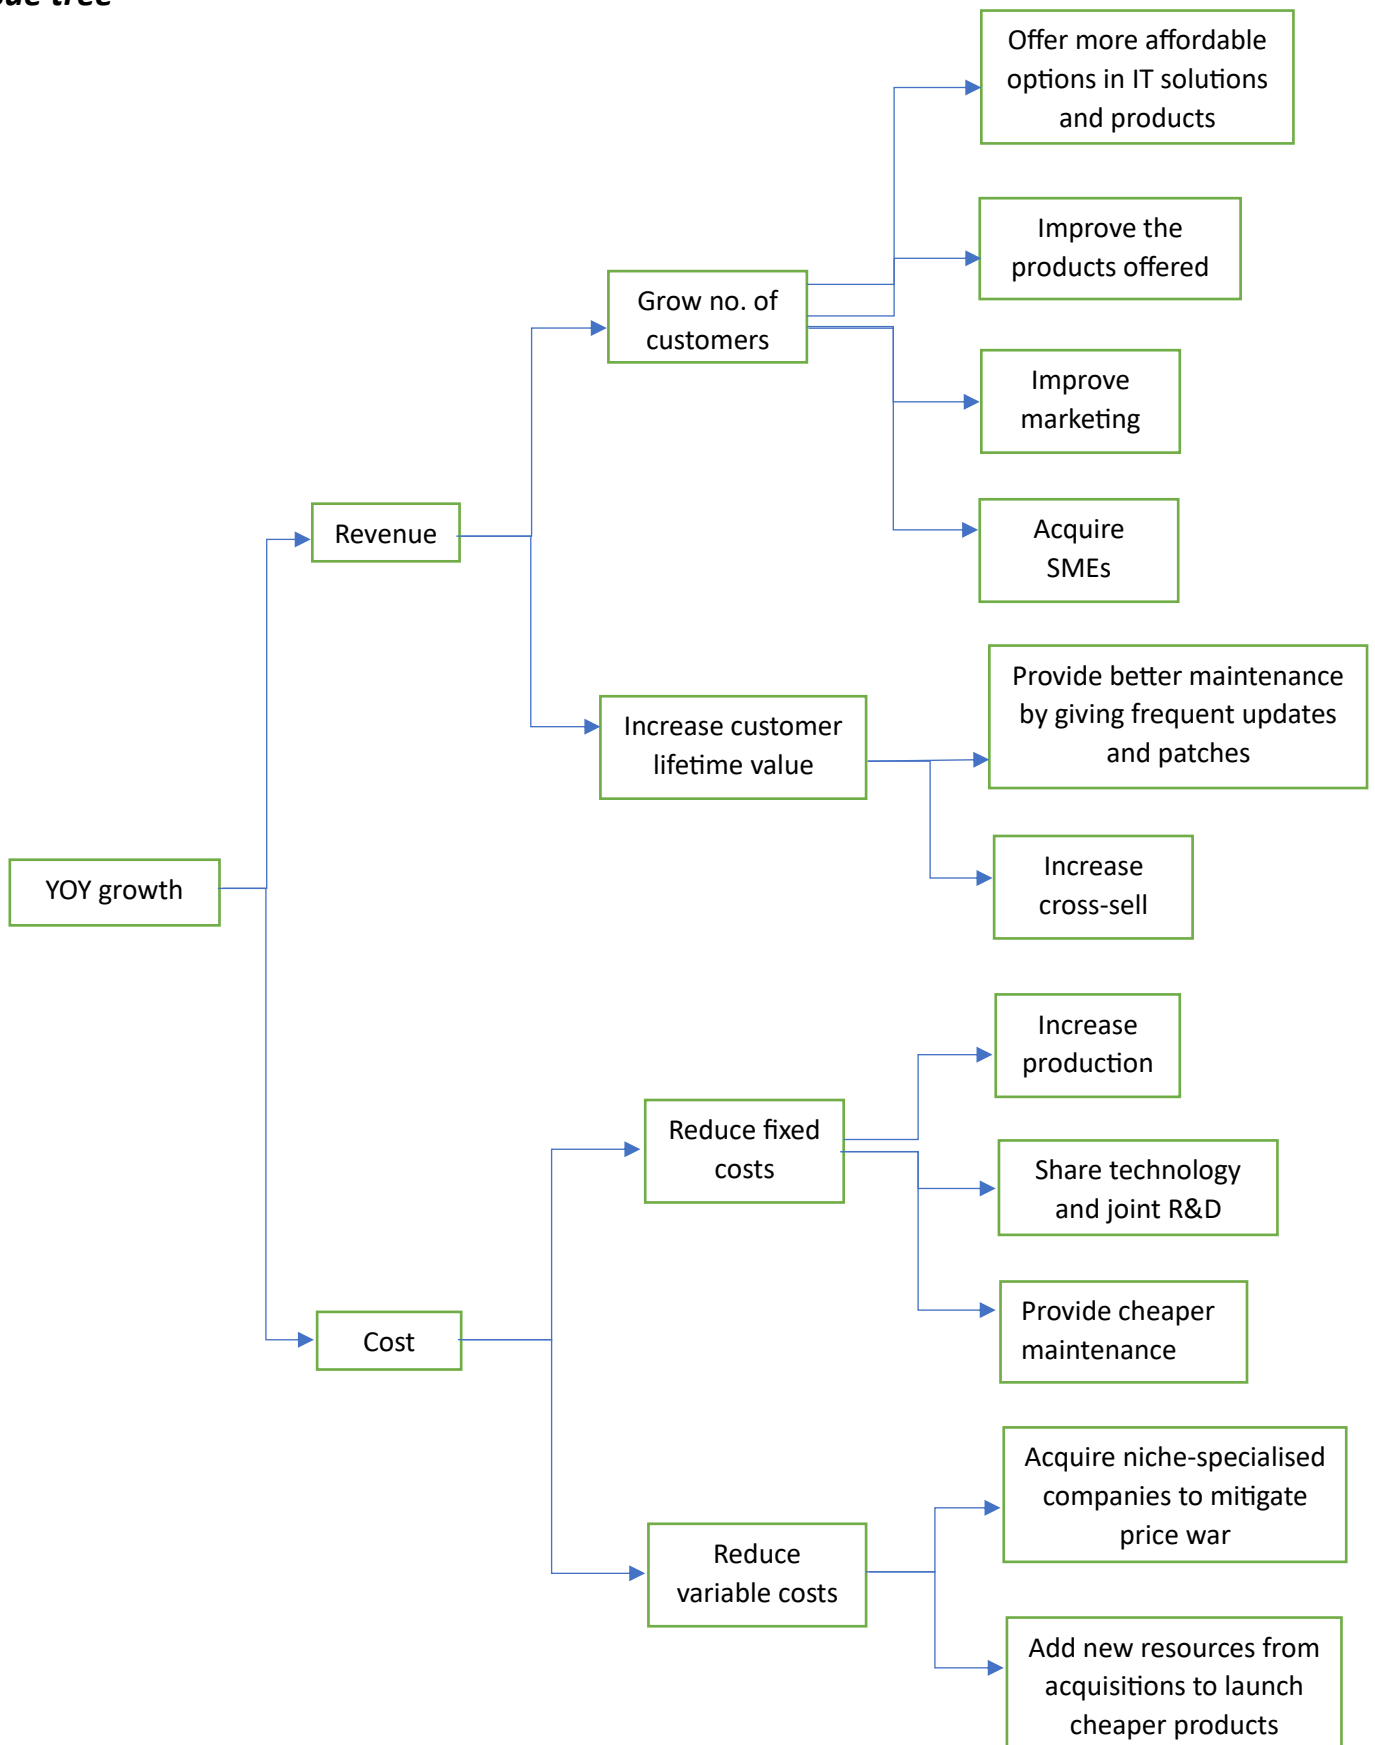 tree
Offer more affordable
options in IT solutions
and products
Improve the
products offered
Grow no. of
customers
Improve
marketing
Revenue
Acquire
SMEs
Provide better maintenance
by giving frequent updates
and patches
Increase customer
lifetime value
Increase
cross-sell
YOY growth
Increase
production
Reduce fixed
costs
Share technology
and joint R&D
Provide cheaper
maintenance
Cost
Acquire niche-specialised
companies to mitigate
price war
Reduce
variable costs
Add new resources from
acquisitions to launch
cheaper products